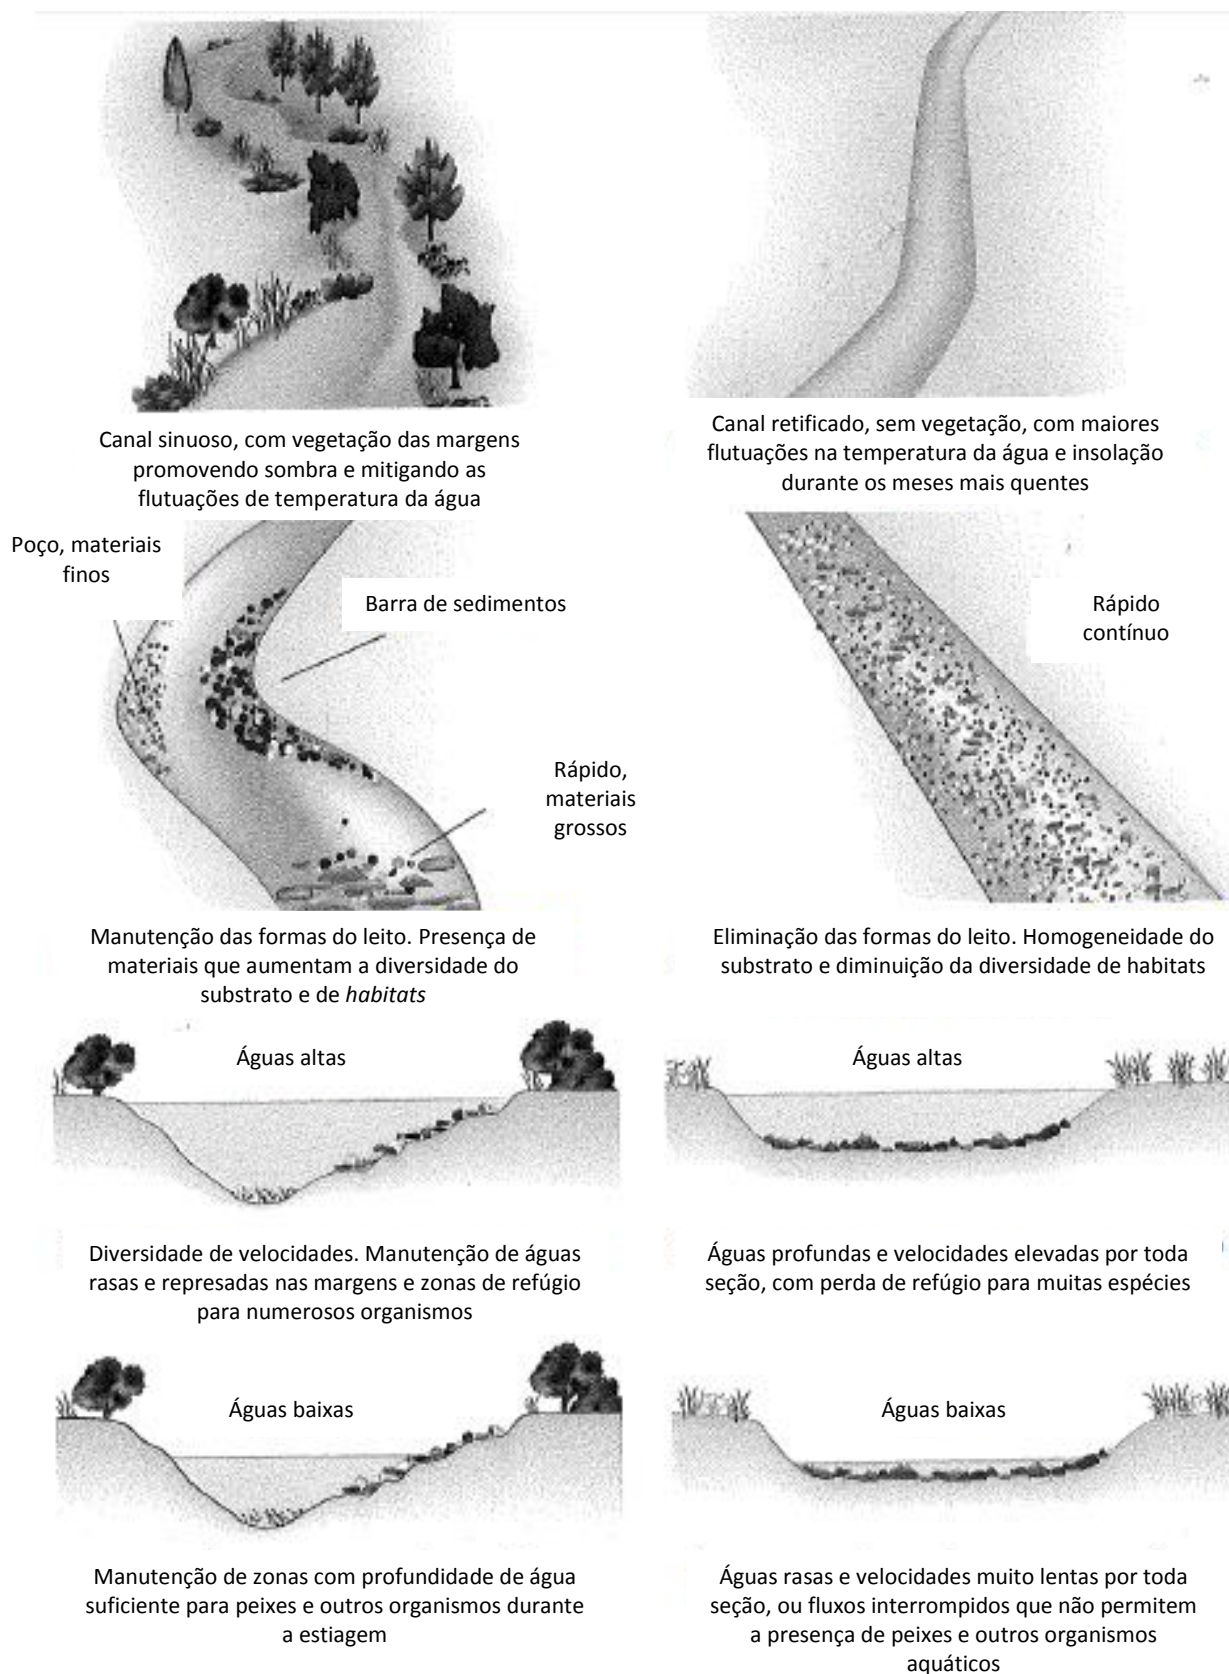 Canal sinuoso, com vegetação das margens
promovendo sombra e mitigando as
flutuações de temperatura da água
Canal retificado, sem vegetação, com maiores
flutuações na temperatura da água e insolação
durante os meses mais quentes
Poço, materiais
finos
Barra de sedimentos
Rápido,
materiais
grossos
Rápido
contínuo
Manutenção das formas do leito. Presença de
materiais que aumentam a diversidade do
substrato e de habitats
Eliminação das formas do leito. Homogeneidade do
substrato e diminuição da diversidade de habitats
Águas altas
Águas altas
Diversidade de velocidades. Manutenção de águas
rasas e represadas nas margens e zonas de refúgio
para numerosos organismos
Águas profundas e velocidades elevadas por toda
seção, com perda de refúgio para muitas espécies
Águas baixas
Águas baixas
Manutenção de zonas com profundidade de água
suficiente para peixes e outros organismos durante
a estiagem
Águas rasas e velocidades muito lentas por toda
seção, ou fluxos interrompidos que não permitem
a presença de peixes e outros organismos
aquáticos